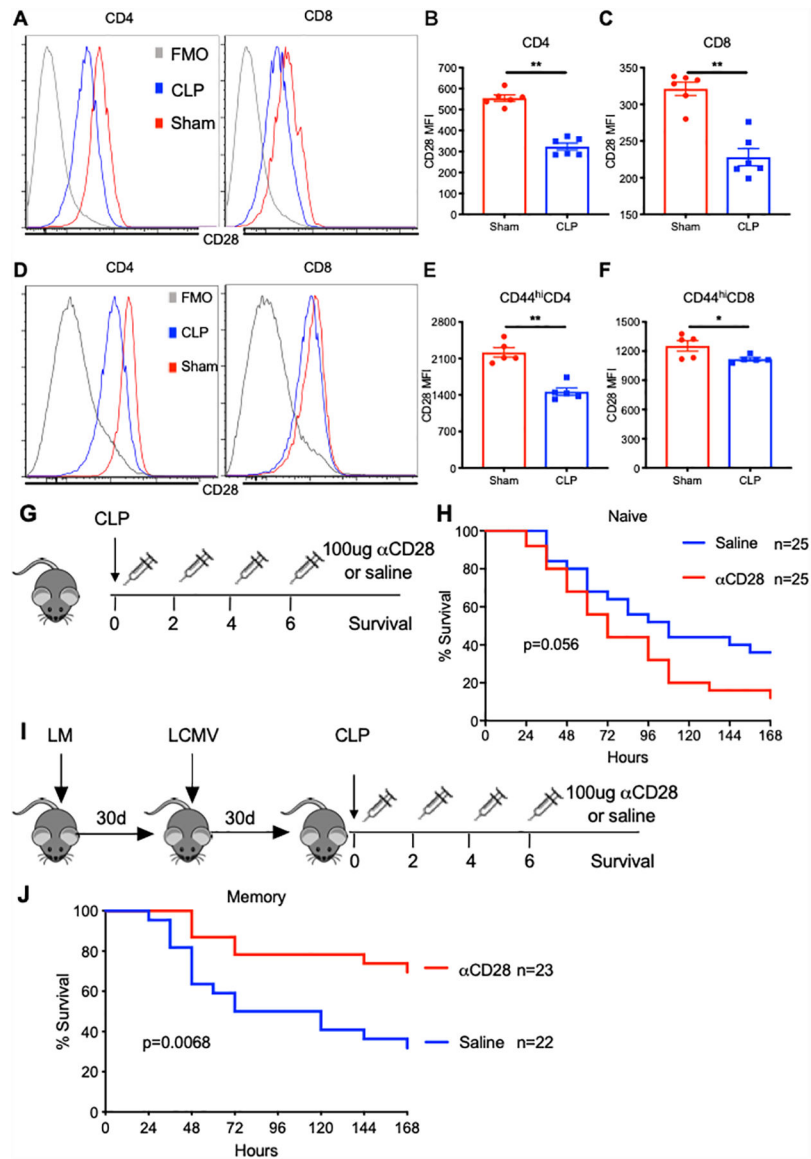 A
CD4
CD8
FMO
CLP
Sham
CD28
B
CD4
**
CD28 MFI
700
600
500
400
300
200
100
0
Sham
CLP
C
CD8
**
CD28 MFI
350
300
250
200
150
Sham
CLP
D
CD4
CD8
FMO
CLP
Sham
CD28
E
CD44hiCD4
**
CD28 MFI
2800
2100
1400
700
0
Sham
CLP
F
CD44hiCD8
*
CD28 MFI
1500
1200
900
600
300
0
Sham
CLP
G
CLP
100ug αCD28
or saline
0 2 4 6 Survival
H
Naive
Saline n=25
αCD28 n=25
% Survival
100
80
60
40
20
0
p=0.056
0 24 48 72 96 120 144 168
Hours
I
LM
LCMV
CLP
30d
30d
100ug αCD28
or saline
0 2 4 6 Survival
J
Memory
% Survival
100
80
60
40
20
0
αCD28 n=23
Saline n=22
p=0.0068
0 24 48 72 96 120 144 168
Hours